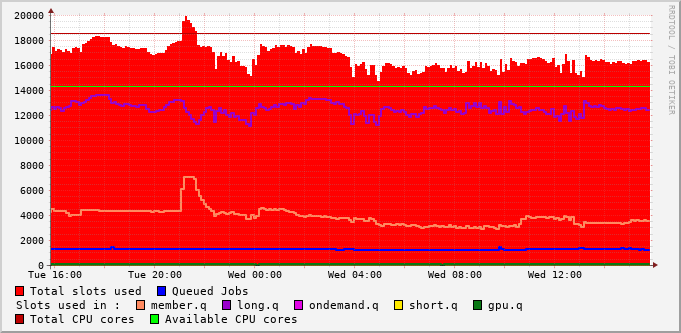 20000
18000
16000
14000
12000
10000
8000
6000
4000
2000
0
Tue 16:00 Tue 20:00 Wed 00:00 Wed 04:00 Wed 08:00 Wed 12:00
Total slots used Queued Jobs
Slots used in : member.q long.q ondemand.q short.q gpu.q
Total CPU cores Available CPU cores
RRDTOOL / TOBI OETIKER